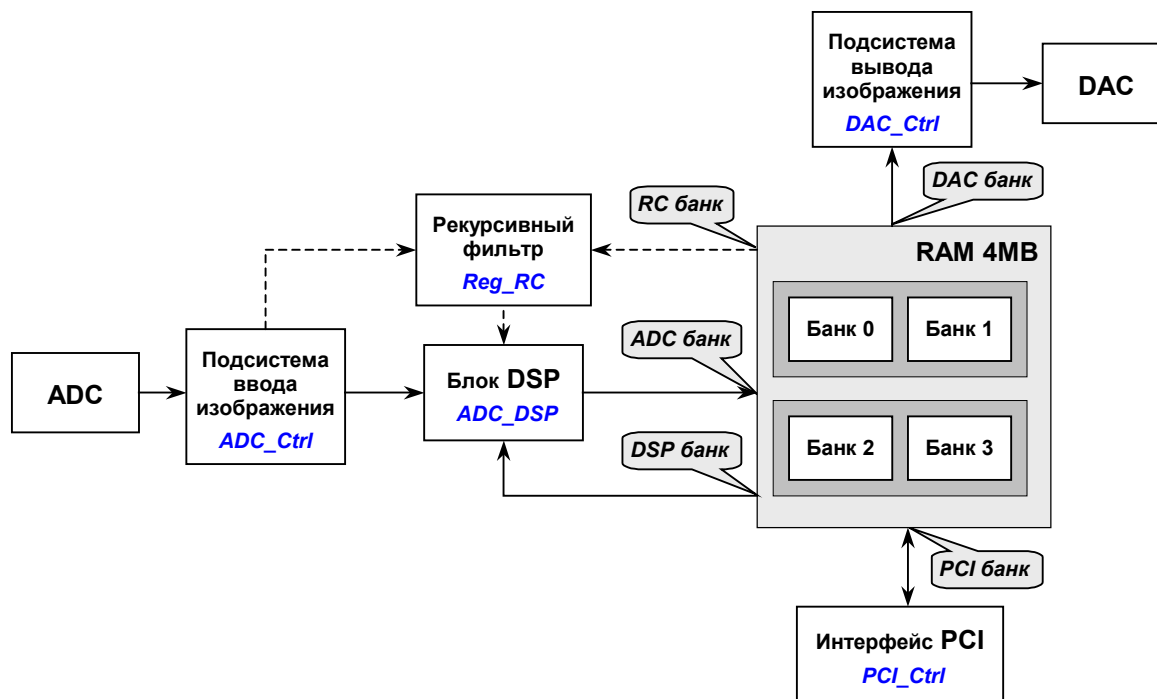 Подсистема
вывода
изображения
DAC_Ctrl
DAC
DAC банк
RC банк
Рекурсивный
фильтр
Reg_RC
RAM 4MB
Банк 0
Банк 1
ADC банк
ADC
Подсистема
ввода
изображения
ADC_Ctrl
Блок DSP
ADC_DSP
DSP банк
Банк 2
Банк 3
PCI банк
Интерфейс PCI
PCI_Ctrl